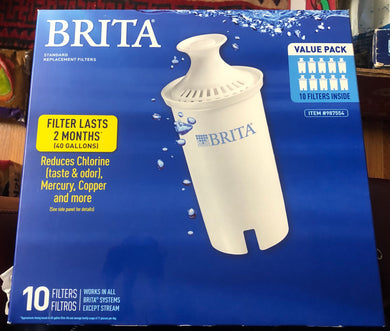 BRITA
STANDARD
REPLACEMENT FILTERS
VALUE PACK
10 FILTERS INSIDE
ITEM #987554
FILTER LASTS
2 MONTHS*
(40 GALLONS)
Reduces Chlorine
(taste & odor),
Mercury, Copper
and more
(See side panel for details)
BRITA
10 FILTERS
FILTROS
WORKS IN ALL
BRITA® SYSTEMS
EXCEPT STREAM